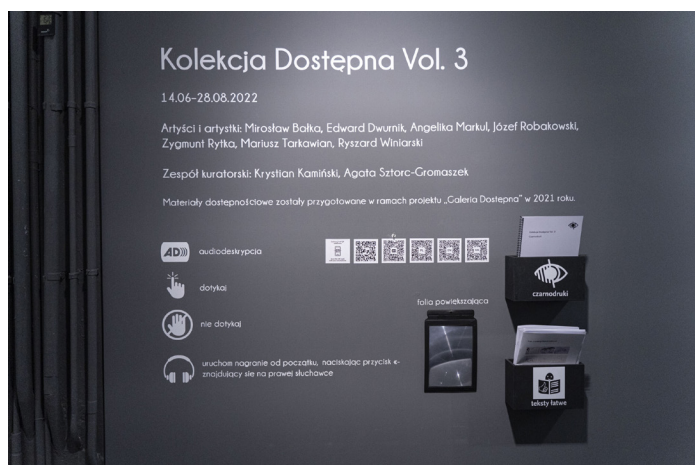 Kolekcja Dostępna Vol. 3
14.06–28.08.2022
Artyści i artystki: Mirosław Bałka, Edward Dwurnik, Angelika Markul, Józef Robakowski,
Zygmunt Rytka, Mariusz Tarkawian, Ryszard Winiarski
Zespół kuratorski: Krystian Kamiński, Agata Sztorc-Gromaszek
Materiały dostępnościowe zostały przygotowane w ramach projektu „Galeria Dostępna" w 2021 roku.
AD))) audiodeskrypcja
dotykaj
nie dotykaj
uruchom nagranie od początku, naciskając przycisk
znajdujący się na prawej słuchawce
folia powiększająca
czarnodruki
teksty łatwe